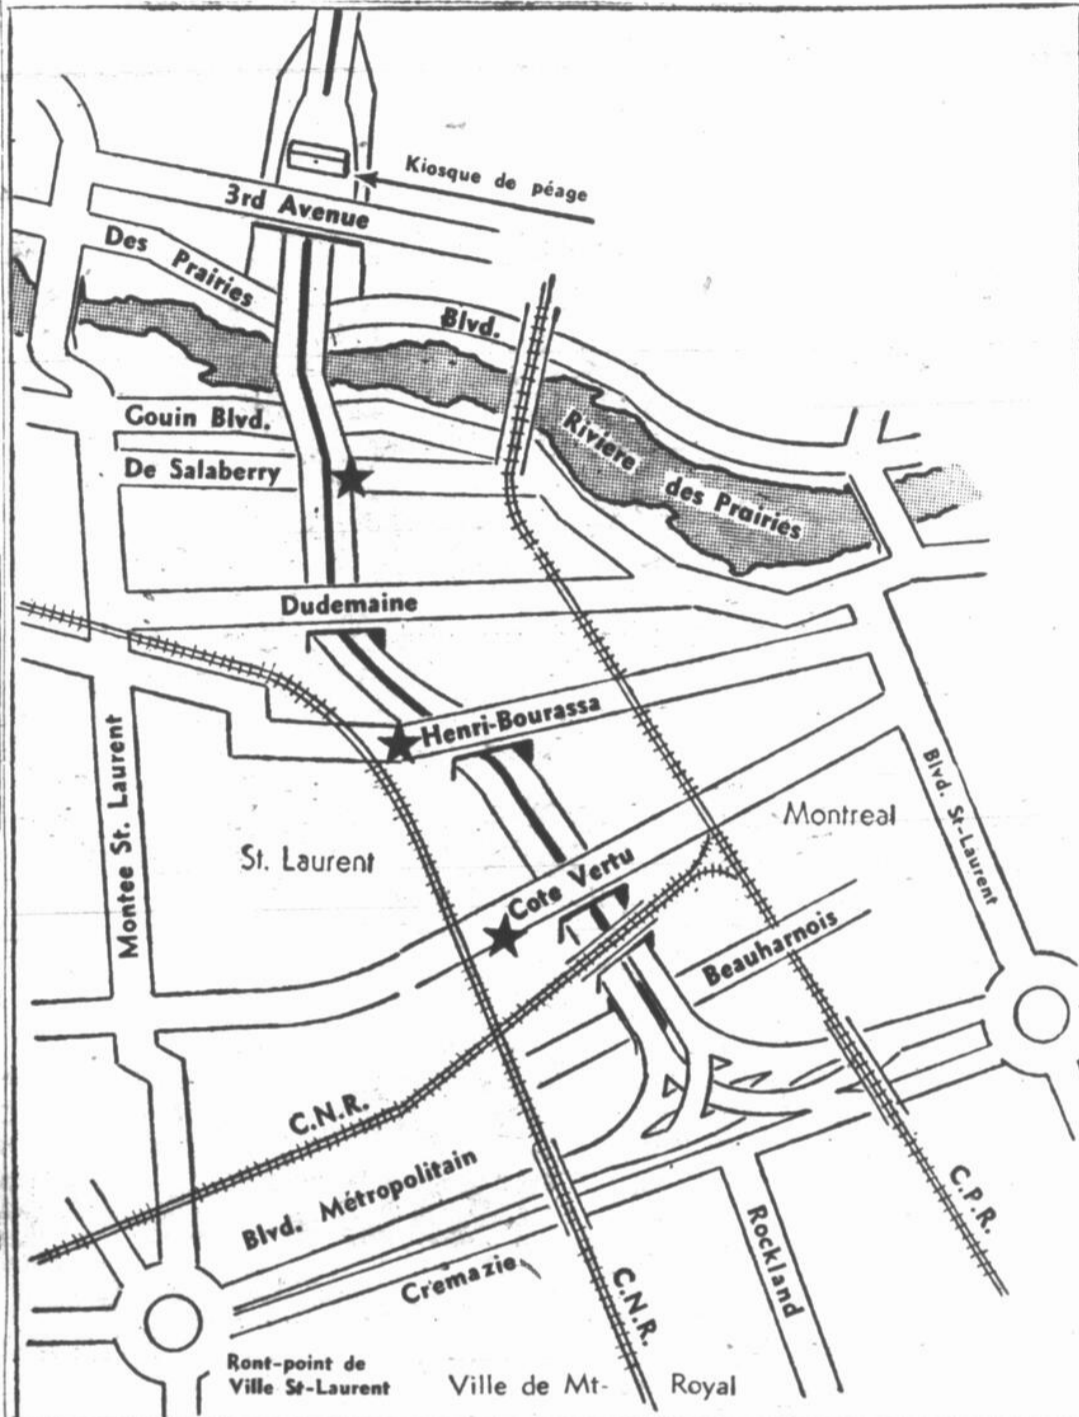 Kiosque de péage
3rd Avenue
Des Prairies
Blvd.
Gouin Blvd.
De Salaberry
Riviere
des Prairies
Dudemaine
Henri-Bourassa
Montee St. Laurent
St. Laurent
Cote Vertu
Montreal
Blvd. St-Laurent
Beauharnois
C.N.R.
Blvd. Métropolitain
Cremazie
C.N.R.
Rockland
C.P.R.
Ront-point de
Ville St-Laurent
Ville de Mt- Royal